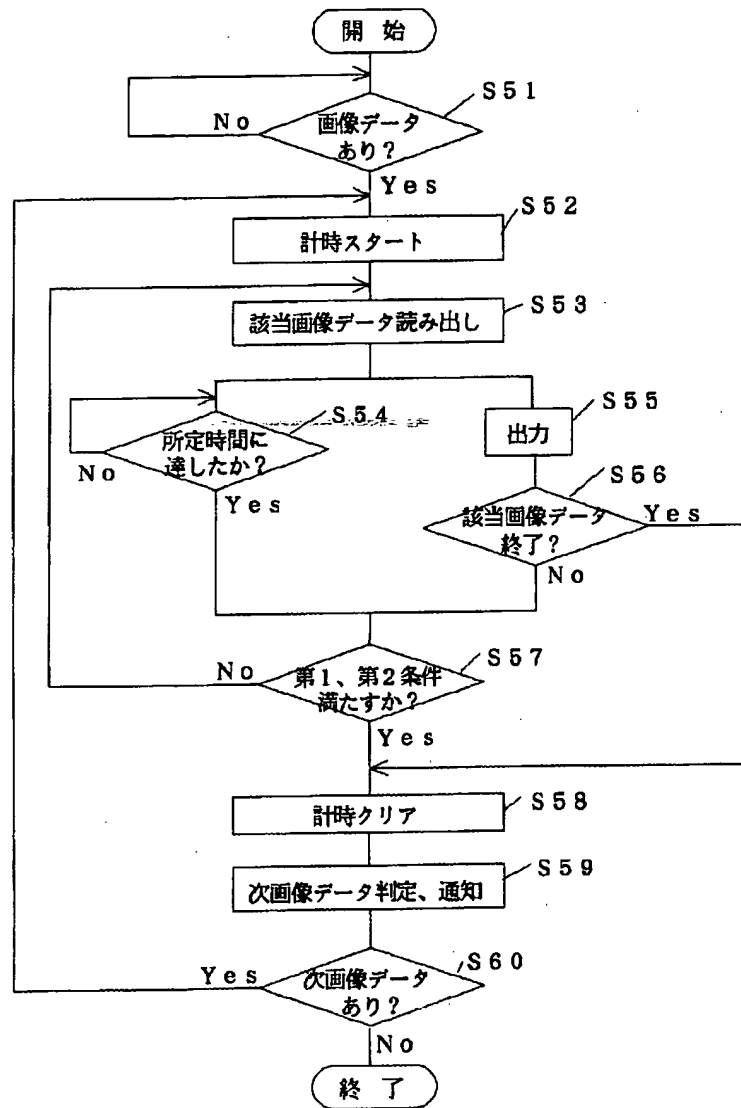 開 始
S51
No
画像データ
あり?
Yes
S52
計時スタート
S53
該当画像データ読み出し
S54
S55
所定時間に
達したか?
出力
No
Yes
S56
該当画像データ
終了?
Yes
No
S57
No
第1、第2条件
満たすか?
Yes
S58
計時クリア
S59
次画像データ判定、通知
Yes
S60
次画像データ
あり?
No
終 了